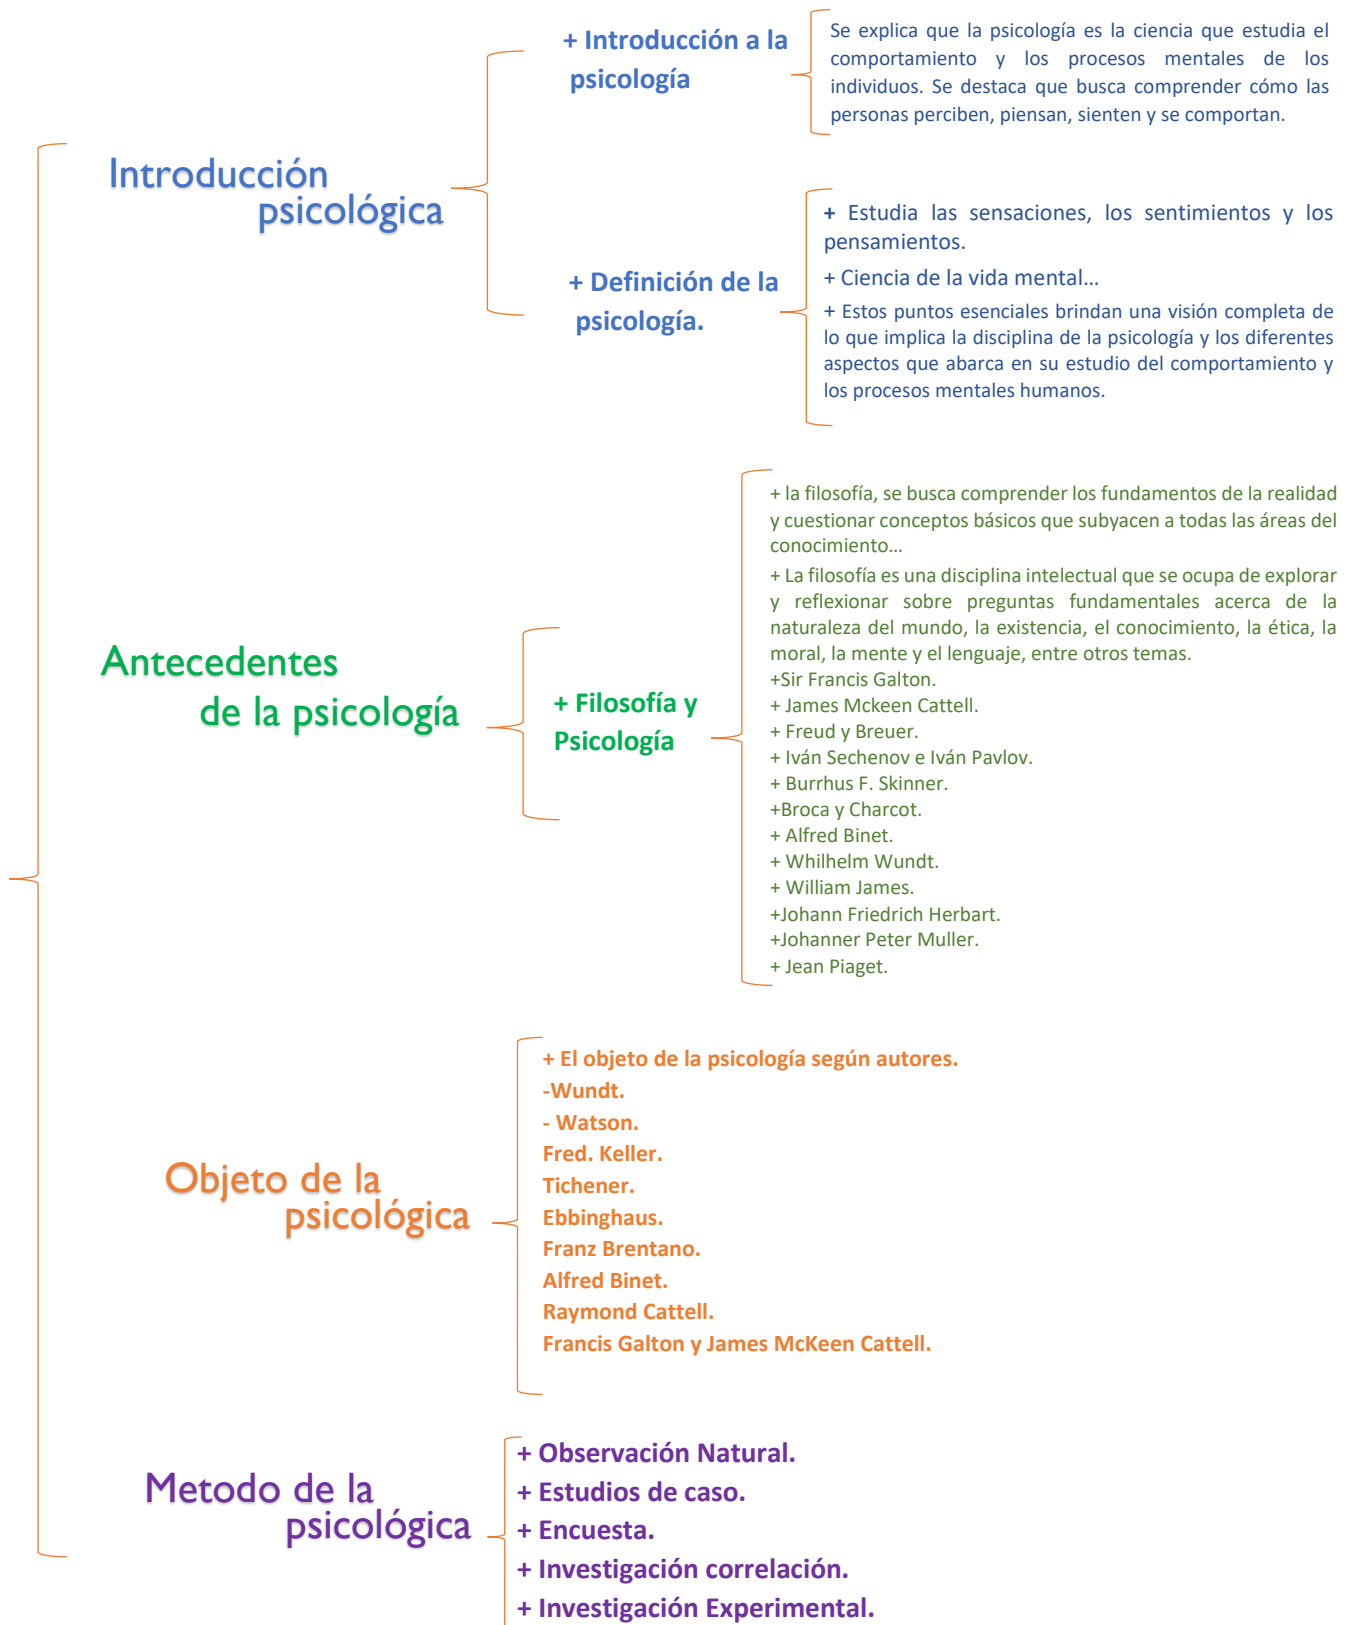 Introducción
psicológica
+ Introducción a la
psicología
Se explica que la psicología es la ciencia que estudia el
comportamiento y los procesos mentales de los
individuos. Se destaca que busca comprender cómo las
personas perciben, piensan, sienten y se comportan.
+ Definición de la
psicología.
+ Estudia las sensaciones, los sentimientos y los
pensamientos.
+ Ciencia de la vida mental…
+ Estos puntos esenciales brindan una visión completa de
lo que implica la disciplina de la psicología y los diferentes
aspectos que abarca en su estudio del comportamiento y
los procesos mentales humanos.
Antecedentes
de la psicología
+ Filosofía y
Psicología
+ la filosofía, se busca comprender los fundamentos de la realidad
y cuestionar conceptos básicos que subyacen a todas las áreas del
conocimiento…
+ La filosofía es una disciplina intelectual que se ocupa de explorar
y reflexionar sobre preguntas fundamentales acerca de la
naturaleza del mundo, la existencia, el conocimiento, la ética, la
moral, la mente y el lenguaje, entre otros temas.
+Sir Francis Galton.
+ James Mckeen Cattell.
+ Freud y Breuer.
+ Iván Sechenov e Iván Pavlov.
+ Burrhus F. Skinner.
+Broca y Charcot.
+ Alfred Binet.
+ Whilhelm Wundt.
+ William James.
+Johann Friedrich Herbart.
+Johanner Peter Muller.
+ Jean Piaget.
Objeto de la
psicológica
+ El objeto de la psicología según autores.
-Wundt.
- Watson.
Fred. Keller.
Tichener.
Ebbinghaus.
Franz Brentano.
Alfred Binet.
Raymond Cattell.
Francis Galton y James McKeen Cattell.
Metodo de la
psicológica
+ Observación Natural.
+ Estudios de caso.
+ Encuesta.
+ Investigación correlación.
+ Investigación Experimental.